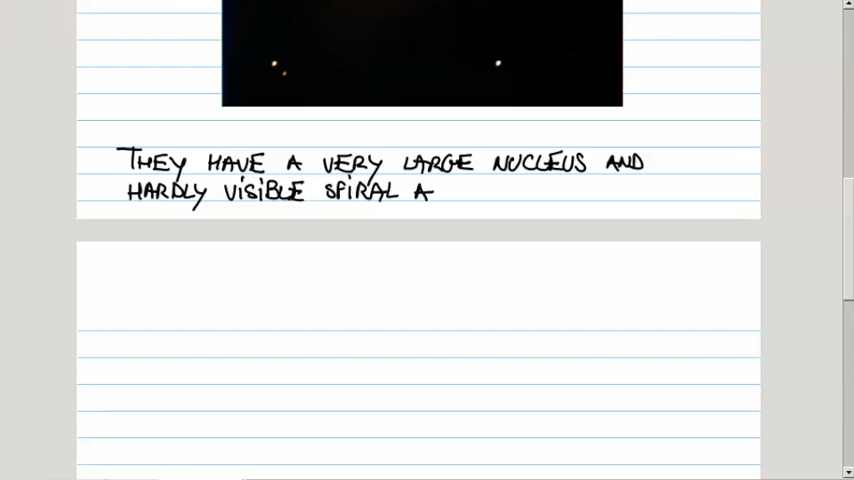 THEY HAVE A VERY LARGE NUCLEUS AND
HARDLY VISIBLE SPIRAL A